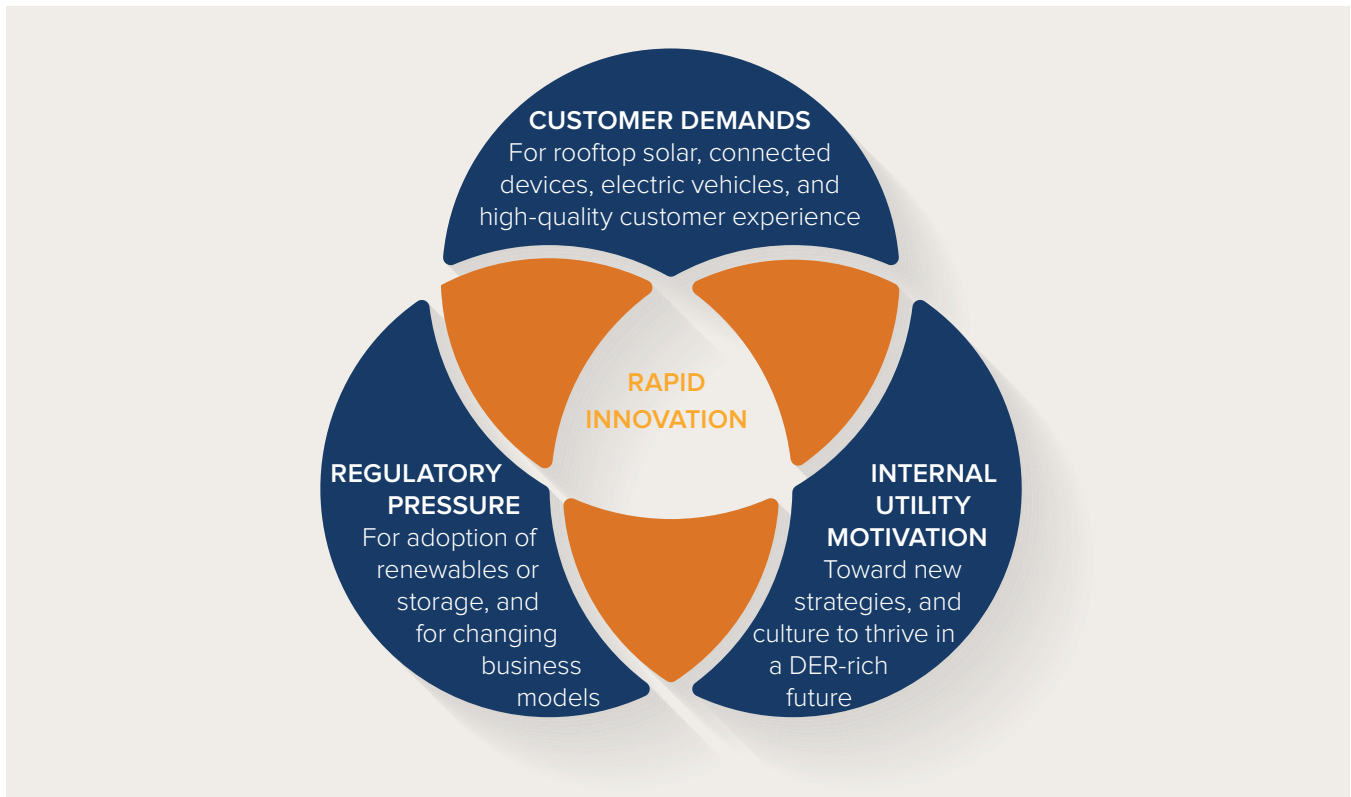 CUSTOMER DEMANDS
For rooftop solar, connected
devices, electric vehicles, and
high-quality customer experience
RAPID
INNOVATION
REGULATORY
PRESSURE
For adoption of
renewables or
storage, and
for changing
business
models
INTERNAL
UTILITY
MOTIVATION
Toward new
strategies, and
culture to thrive in
a DER-rich
future